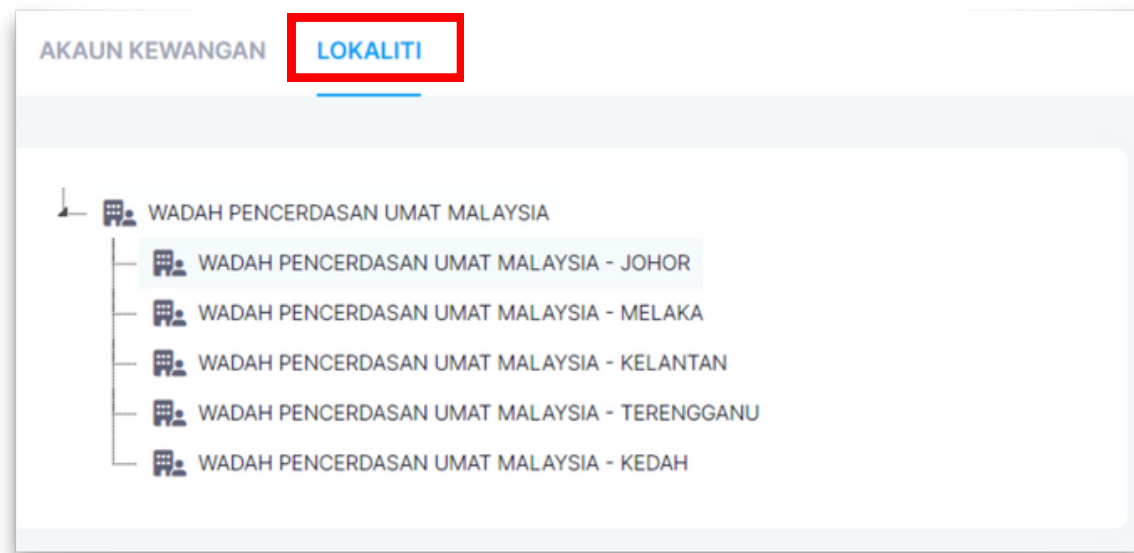 AKAUN KEWANGAN LOKALITI
WADAH PENCERDASAN UMAT MALAYSIA
WADAH PENCERDASAN UMAT MALAYSIA - JOHOR
WADAH PENCERDASAN UMAT MALAYSIA - MELAKA
WADAH PENCERDASAN UMAT MALAYSIA - KELANTAN
WADAH PENCERDASAN UMAT MALAYSIA - TERENGGANU
WADAH PENCERDASAN UMAT MALAYSIA - KEDAH